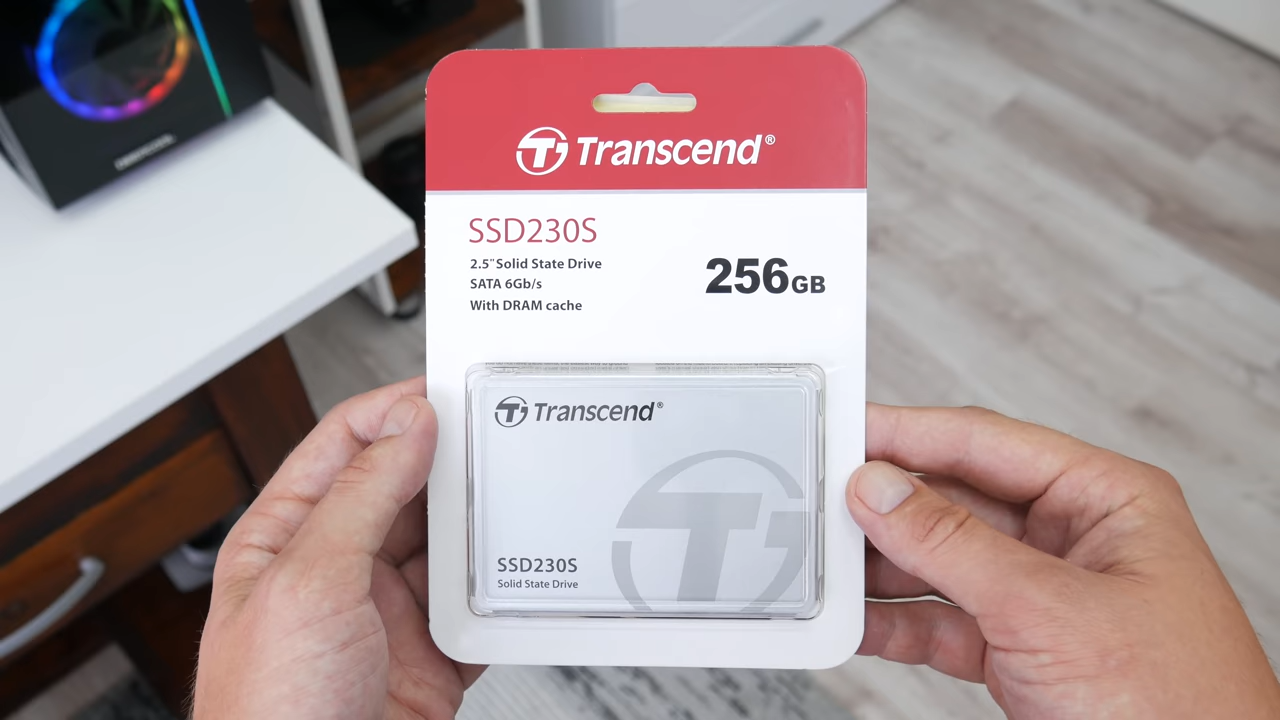 Transcend®
SSD230S
2.5" Solid State Drive
SATA 6Gb/s
With DRAM cache
256GB
Transcend®
SSD230S
Solid State Drive